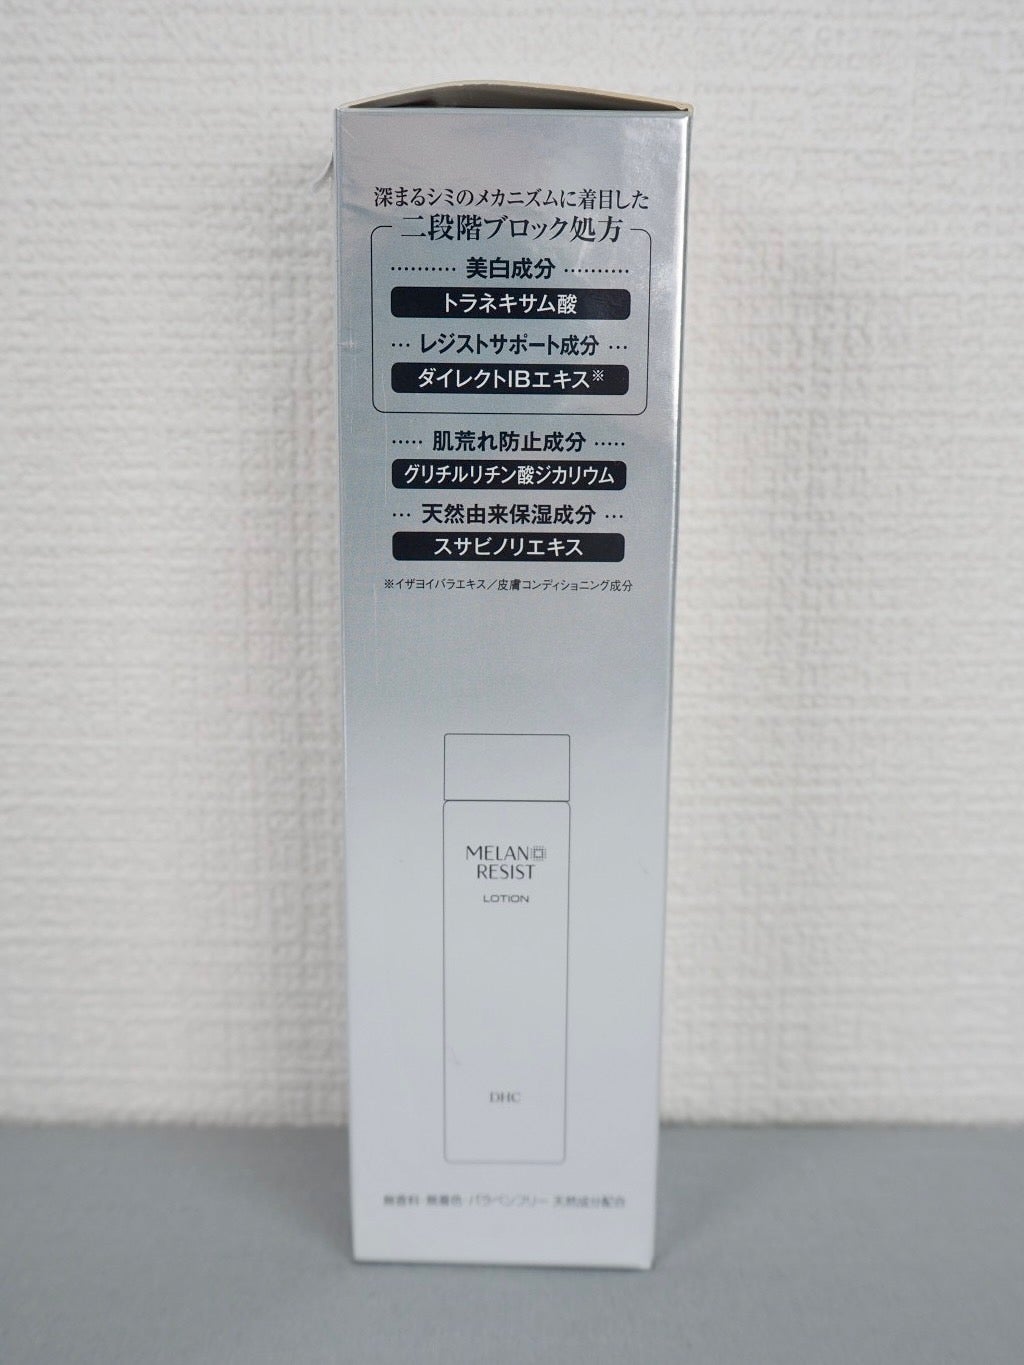 深まるシミのメカニズムに着目した
二段階ブロック処方
美白成分
トラネキサム酸
レジストサポート成分
ダイレクトIBエキス※
肌荒れ防止成分
グリチルリチン酸ジカリウム
天然由来保湿成分
スサビノリエキス
※イザヨイバラエキス／皮膚コンディショニング成分
MELANO
RESIST
LOTION
DHC
無香料 無着色 パラベンフリー 天然成分配合